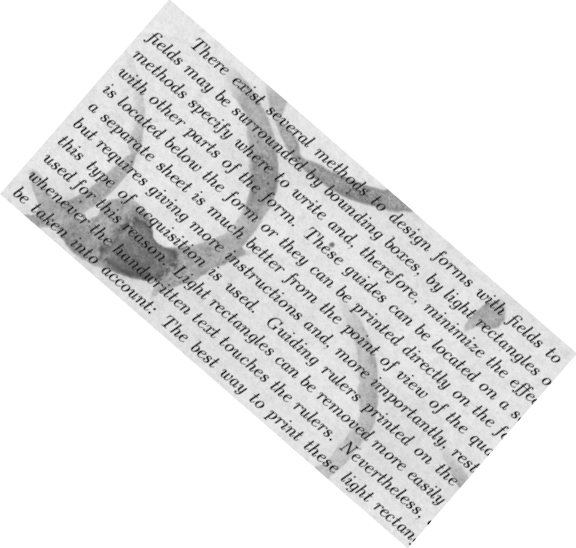 There exist several methods to design forms with fields to
fields may be surrounded by bounding boxes, by light rectangles o
methods specify where to write and, therefore, minimize the effe
with other parts of the form. These guides can be located on a s
is located below the form or they can be printed directly on the fo
a separate sheet is much better from the point of view of the qua
but requires giving more instructions and, more importantly, rest
this type of acquisition is used. Guiding rulers printed on the
used for this reason. Light rectangles can be removed more easily
whenever the handwritten text touches the rulers. Nevertheless,
be taken into account: The best way to print these light rectan